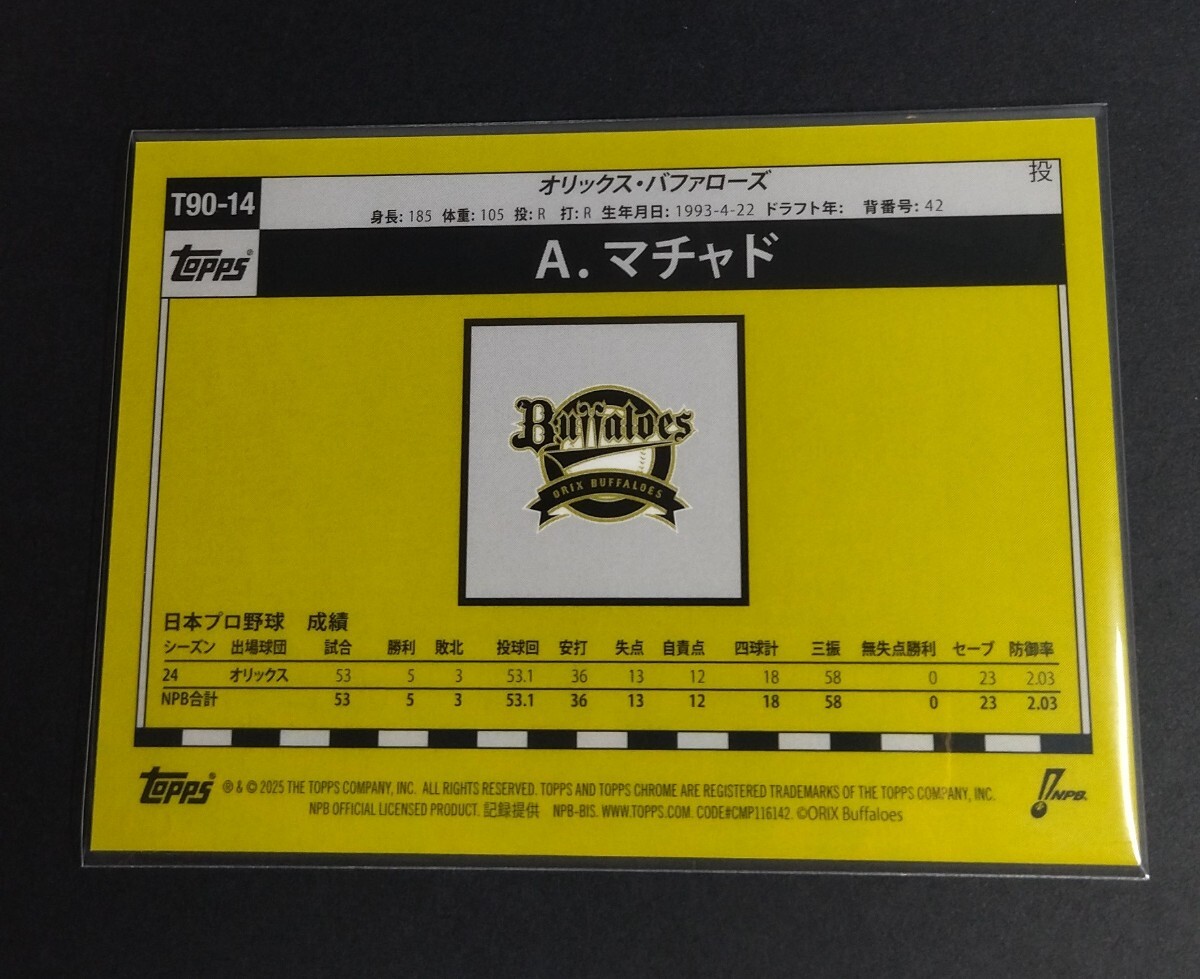 T90-14
オリックス・バファローズ
投
身長: 185 体重: 105 投: R 打: R 生年月日: 1993-4-22 ドラフト年: 背番号: 42
topps®
A. マチャド
Buffaloes
ORIX BUFFALOES
日本プロ野球 成績
シーズン 出場球団 試合 勝利 敗北 投球回 安打 失点 自責点 四球計 三振 無失点勝利 セーブ 防御率
24 オリックス 53 5 3 53.1 36 13 12 18 58 0 23 2.03
NPB合計 53 5 3 53.1 36 13 12 18 58 0 23 2.03
topps® ® & © 2025 THE TOPPS COMPANY, INC. ALL RIGHTS RESERVED. TOPPS AND TOPPS CHROME ARE REGISTERED TRADEMARKS OF THE TOPPS COMPANY, INC.
NPB OFFICIAL LICENSED PRODUCT. 記録提供 NPB-BIS. WWW.TOPPS.COM. CODE#CMP116142. ©ORIX Buffaloes
NPB®